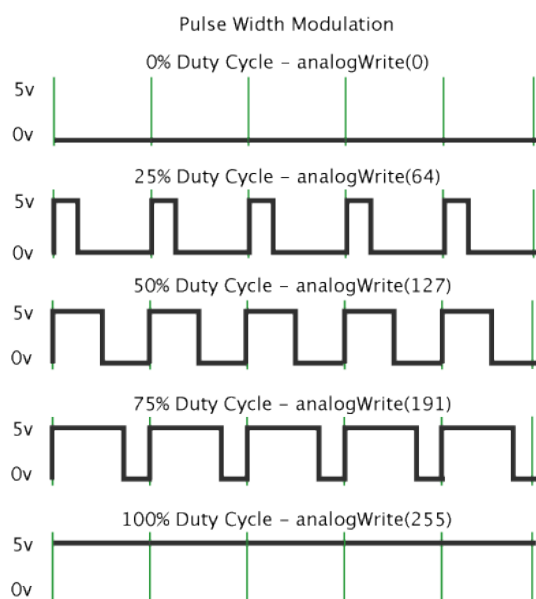 Pulse Width Modulation
0% Duty Cycle – analogWrite(0)
5v
0v
25% Duty Cycle – analogWrite(64)
5v
0v
50% Duty Cycle – analogWrite(127)
5v
0v
75% Duty Cycle – analogWrite(191)
5v
0v
100% Duty Cycle – analogWrite(255)
5v
0v